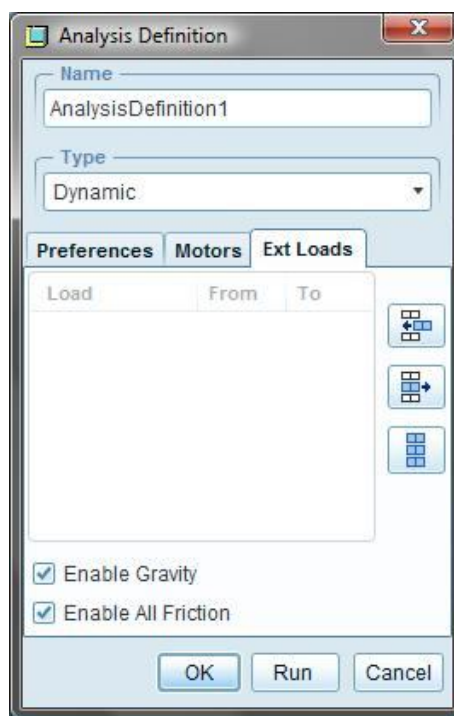 Analysis Definition
Name
AnalysisDefinition1
Type
Dynamic
Preferences Motors Ext Loads
Load From To
Enable Gravity
Enable All Friction
OK Run Cancel